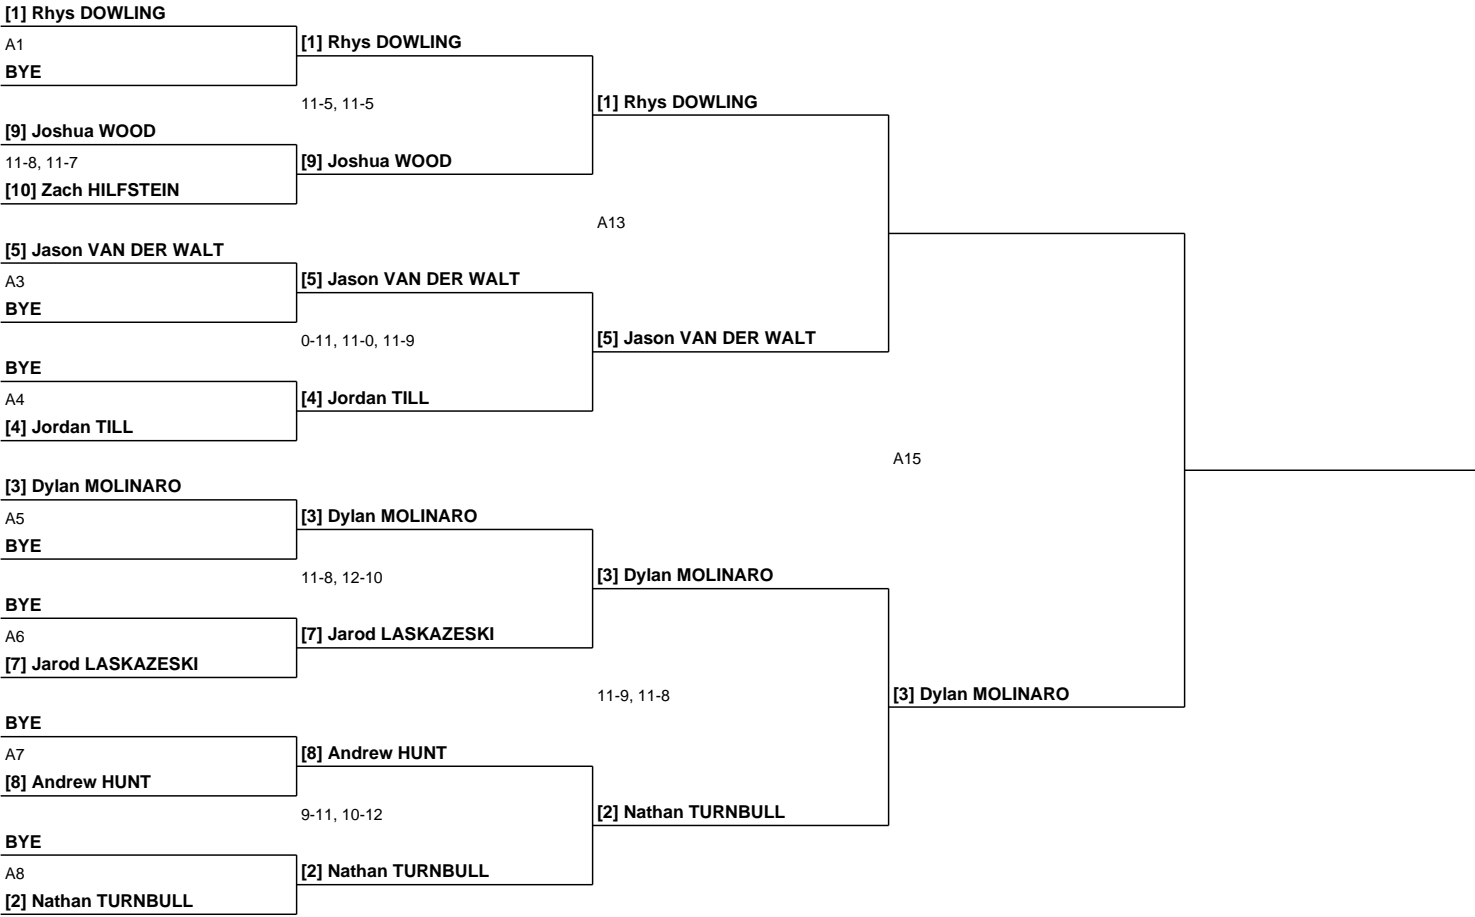 [1] Rhys DOWLING
A1
BYE
[9] Joshua WOOD
11-8, 11-7
[10] Zach HILFSTEIN
[5] Jason VAN DER WALT
A3
BYE
BYE
A4
[4] Jordan TILL
[3] Dylan MOLINARO
A5
BYE
BYE
A6
[7] Jarod LASKAZESKI
BYE
A7
[8] Andrew HUNT
BYE
A8
[2] Nathan TURNBULL
[1] Rhys DOWLING
11-5, 11-5
[9] Joshua WOOD
[5] Jason VAN DER WALT
0-11, 11-0, 11-9
[4] Jordan TILL
[3] Dylan MOLINARO
11-8, 12-10
[7] Jarod LASKAZESKI
[8] Andrew HUNT
9-11, 10-12
[2] Nathan TURNBULL
[1] Rhys DOWLING
A13
[5] Jason VAN DER WALT
[3] Dylan MOLINARO
11-9, 11-8
[2] Nathan TURNBULL
A15
[3] Dylan MOLINARO